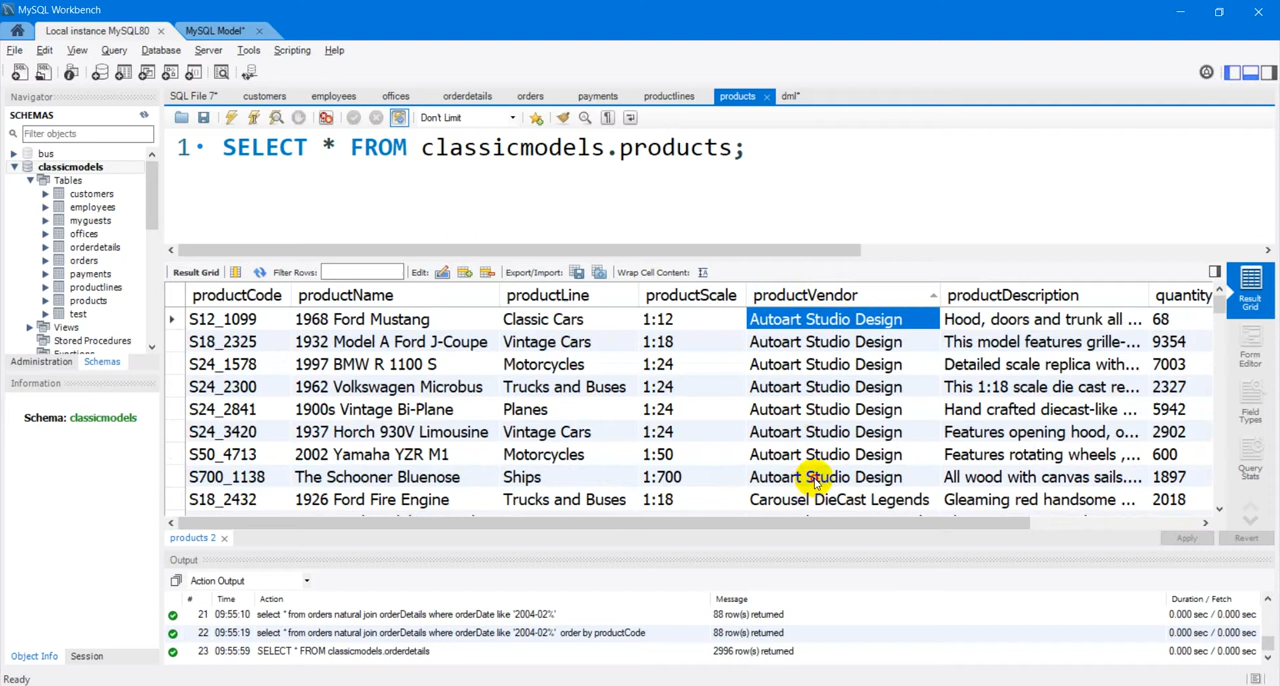 MySQL Workbench
Local instance MySQL80 × MySQL Model* ×
File Edit View Query Database Server Tools Scripting Help
Navigator
SQL File 7* customers employees offices orderdetails orders payments productlines products × dml*
SCHEMAS
Filter objects
Don't Limit
bus
classicmodels
Tables
customers
employees
myguests
offices
orderdetails
orders
payments
productlines
products
test
Views
Stored Procedures
Administration Schemas
Information
Schema: classicmodels
Object Info Session
1 SELECT * FROM classicmodels.products;
Result Grid Filter Rows: Edit: Export/Import: Wrap Cell Content:
productCode productName productLine productScale productVendor productDescription quantity
S12_1099 1968 Ford Mustang Classic Cars 1:12 Autoart Studio Design Hood, doors and trunk all ... 68
S18_2325 1932 Model A Ford J-Coupe Vintage Cars 1:18 Autoart Studio Design This model features grille-... 9354
S24_1578 1997 BMW R 1100 S Motorcycles 1:24 Autoart Studio Design Detailed scale replica with... 7003
S24_2300 1962 Volkswagen Microbus Trucks and Buses 1:24 Autoart Studio Design This 1:18 scale die cast re... 2327
S24_2841 1900s Vintage Bi-Plane Planes 1:24 Autoart Studio Design Hand crafted diecast-like ... 5942
S24_3420 1937 Horch 930V Limousine Vintage Cars 1:24 Autoart Studio Design Features opening hood, o... 2902
S50_4713 2002 Yamaha YZR M1 Motorcycles 1:50 Autoart Studio Design Features rotating wheels ,... 600
S700_1138 The Schooner Bluenose Ships 1:700 Autoart Studio Design All wood with canvas sails.... 1897
S18_2432 1926 Ford Fire Engine Trucks and Buses 1:18 Carousel DieCast Legends Gleaming red handsome ... 2018
Result Grid
Form Editor
Field Types
Query Stats
products 2 ×
Apply Revert
Output
Action Output
# Time Action Message Duration / Fetch
21 09:55:10 select * from orders natural join orderDetails where orderDate like '2004-02%' 88 row(s) returned 0.000 sec / 0.000 sec
22 09:55:19 select * from orders natural join orderDetails where orderDate like '2004-02%' order by productCode 88 row(s) returned 0.000 sec / 0.000 sec
23 09:55:59 SELECT * FROM classicmodels.orderdetails 2996 row(s) returned 0.000 sec / 0.000 sec
Ready